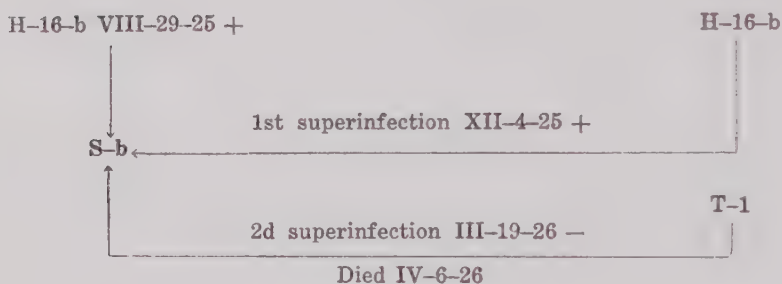 H-16-b VIII-29-25 +
H-16-b
1st superinfection XII-4-25 +
S-b
T-1
2d superinfection III-19-26 —
Died IV-6-26